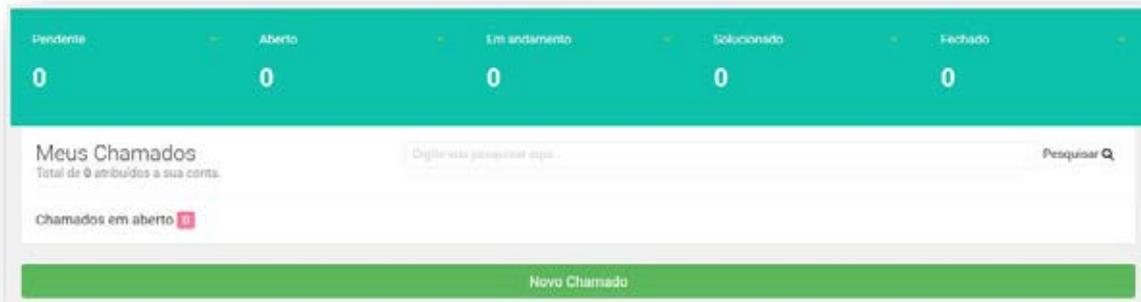 Pendente
Aberto
Em andamento
Solucionado
Fechado
0
0
0
0
0
Meus Chamados
Pesquisar
Total de 0 atribuídos a sua conta.
Chamados em aberto 0
Novo Chamado